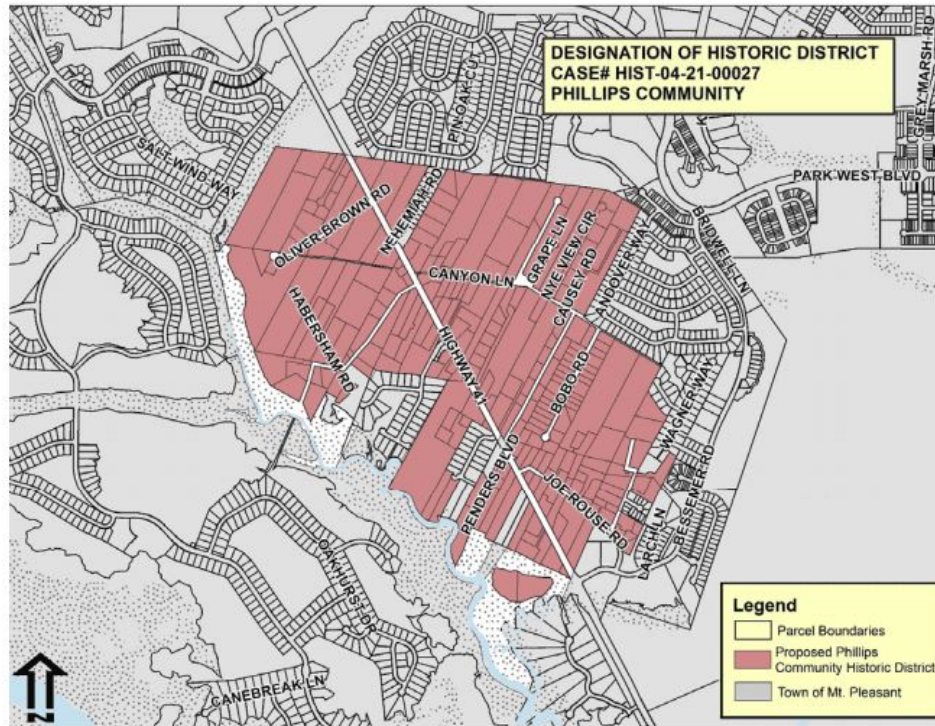 DESIGNATION OF HISTORIC DISTRICT
CASE# HIST-04-21-00027
PHILLIPS COMMUNITY
GREY MARSH RD
PINOAK CUT
SALT WIND WAY
PARK WEST BLVD
K
BRIDWELL LN
OLIVER BROWN RD
NEHEMIAH RD
CANYON LN
GRAPE LN
NYE VIEW CIR
CAUSEY RD
ANDOVER WAY
HABERSHAM RD
HIGHWAY 41
BOBO RD
WAGNER WAY
PENDERS BLVD
JOE ROUSE RD
LARCH LN
BESSEMER RD
OAKHURST DR
CANEBREAK LN
N
Legend
Parcel Boundaries
Proposed Phillips
Community Historic District
Town of Mt. Pleasant